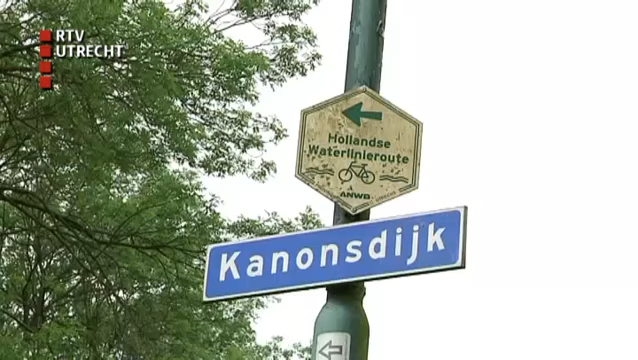 RTV
UTRECHT
Hollandse
Waterlinieroute
ANWB
Kanonsdijk